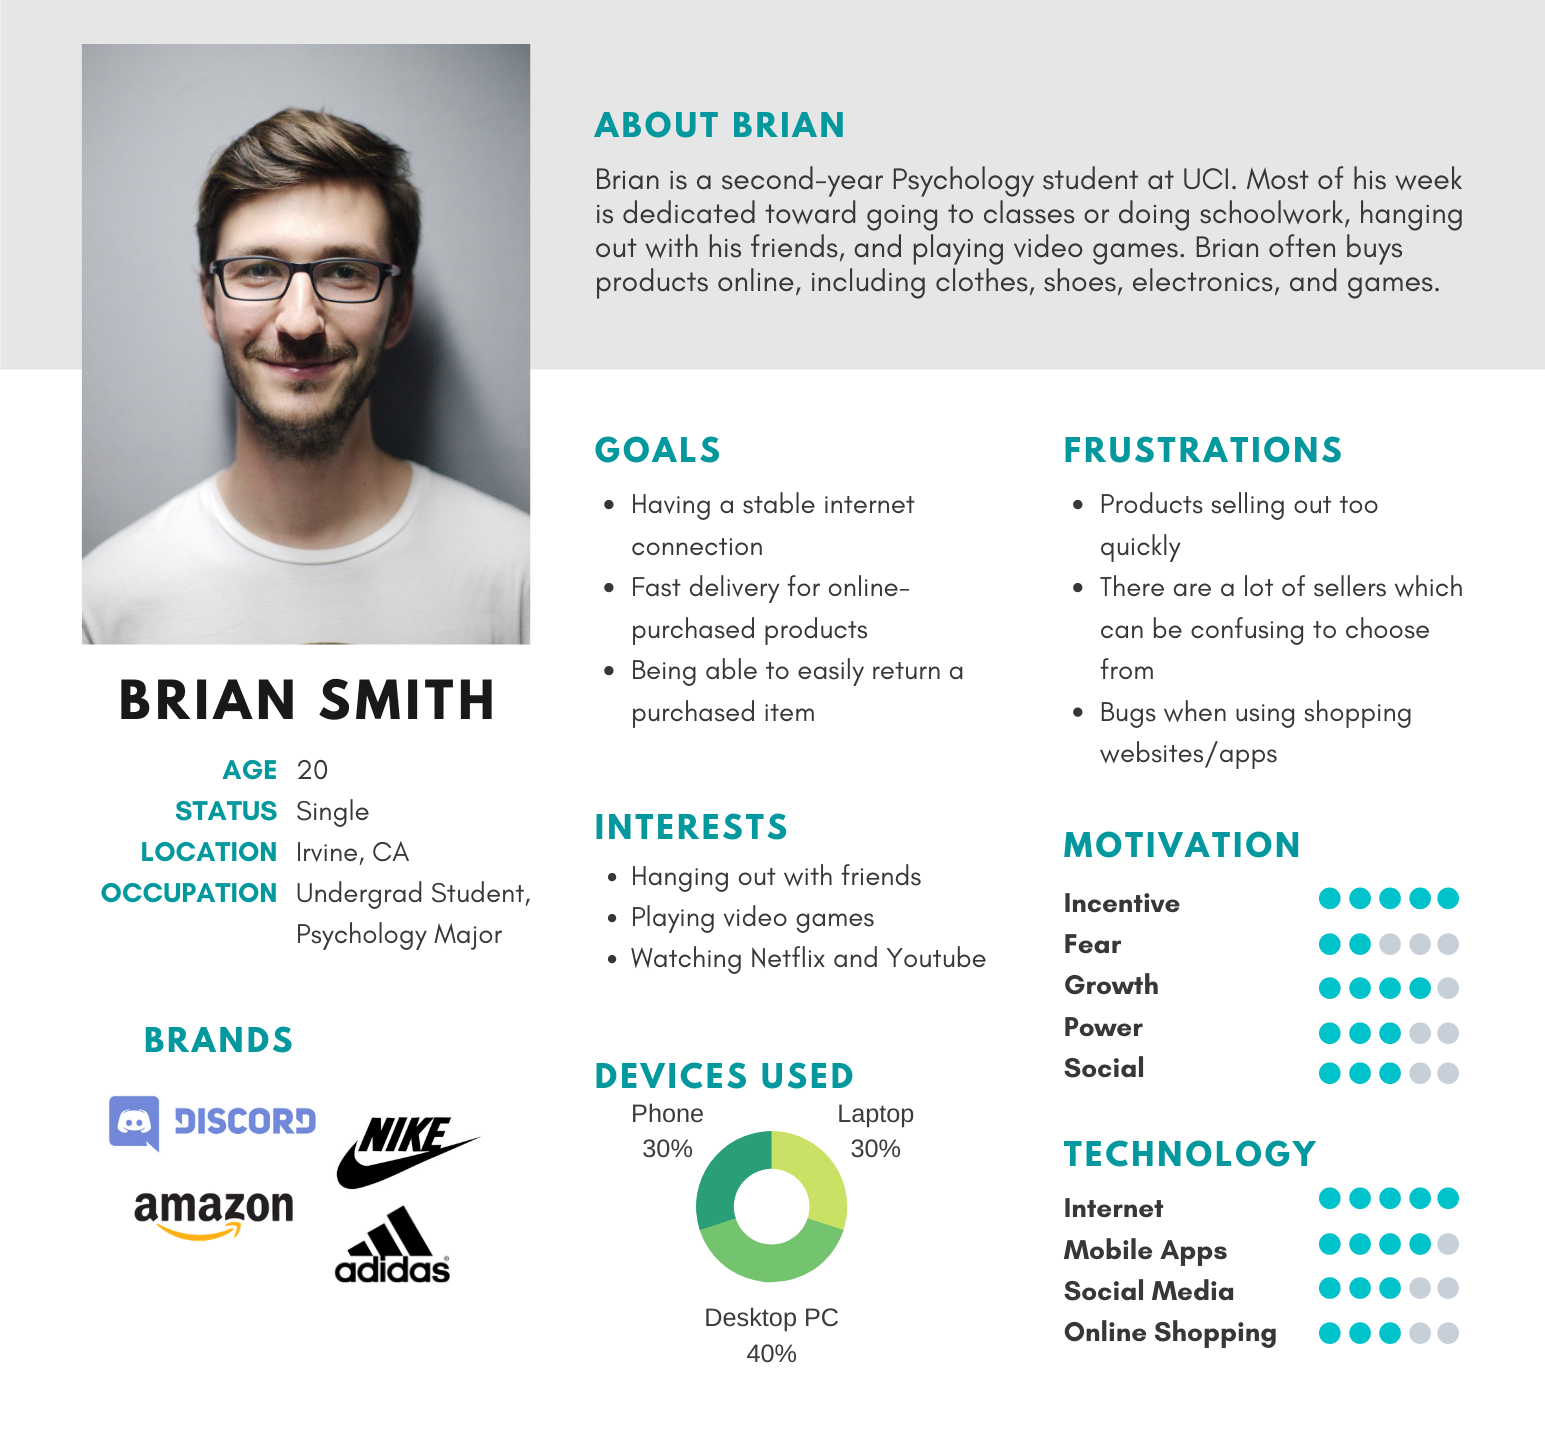 ABOUT BRIAN
Brian is a second-year Psychology student at UCI. Most of his week
is dedicated toward going to classes or doing schoolwork, hanging
out with his friends, and playing video games. Brian often buys
products online, including clothes, shoes, electronics, and games.
BRIAN SMITH
AGE 20
STATUS Single
LOCATION Irvine, CA
OCCUPATION Undergrad Student,
Psychology Major
BRANDS
DISCORD
NIKE
amazon
adidas®
GOALS
• Having a stable internet
connection
• Fast delivery for online-
purchased products
• Being able to easily return a
purchased item
INTERESTS
• Hanging out with friends
• Playing video games
• Watching Netflix and Youtube
DEVICES USED
Phone
30%
Laptop
30%
Desktop PC
40%
FRUSTRATIONS
• Products selling out too
quickly
• There are a lot of sellers which
can be confusing to choose
from
• Bugs when using shopping
websites/apps
MOTIVATION
Incentive
Fear
Growth
Power
Social
TECHNOLOGY
Internet
Mobile Apps
Social Media
Online Shopping